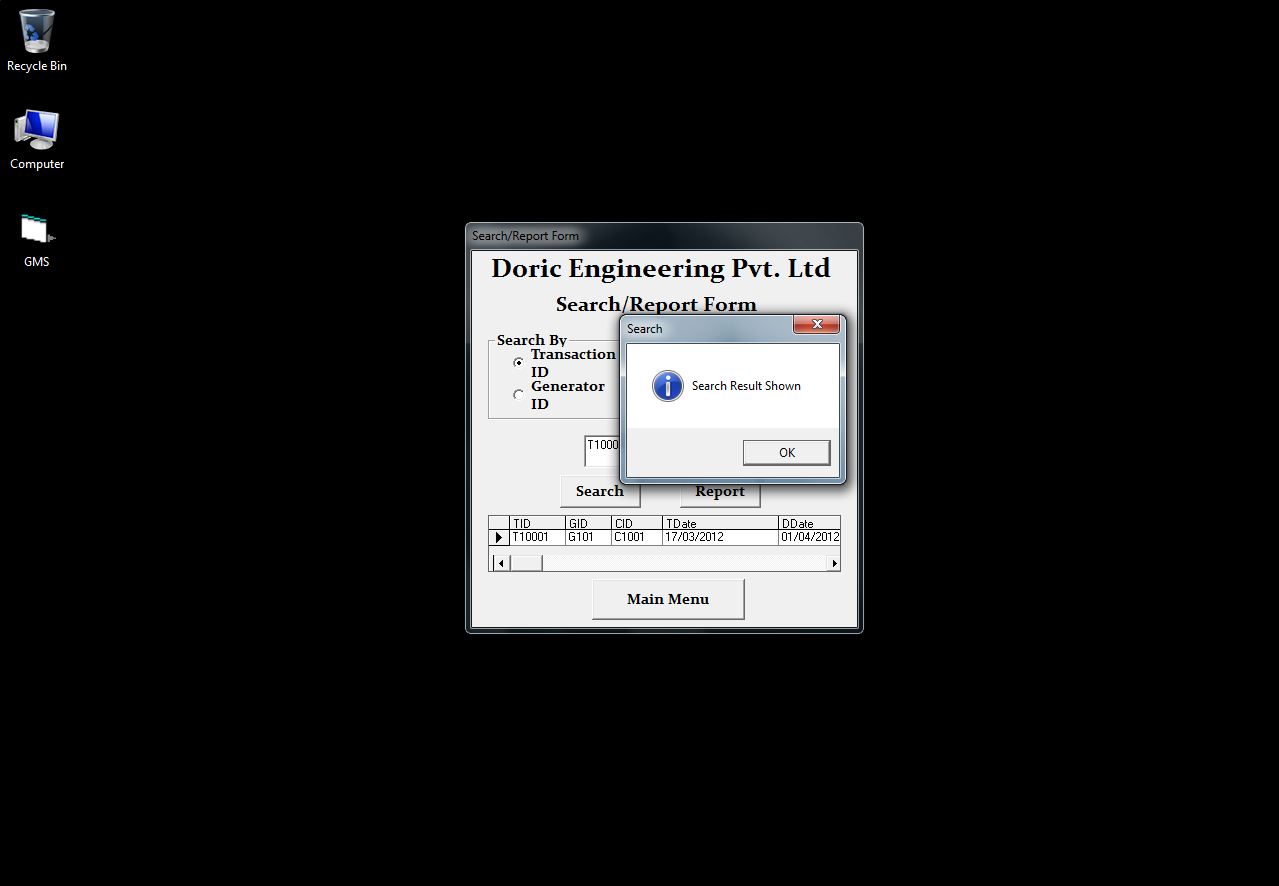 Recycle Bin
Computer
GMS
Search/Report Form
Doric Engineering Pvt. Ltd
Search/Report Form
Search By
Transaction
ID
Generator
ID
T1000
Search
Search Result Shown
OK
Search Report
TID GID CID TDate DDate
T10001 G101 C1001 17/03/2012 01/04/2012
Main Menu